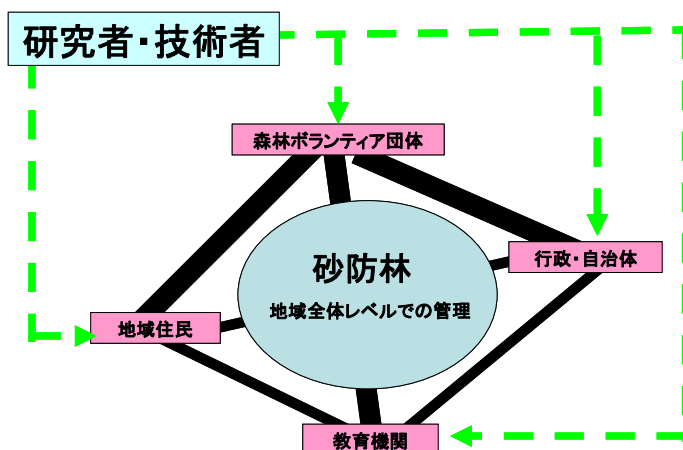 研究者・技術者
森林ボランティア団体
砂防林
地域全体レベルでの管理
行政・自治体
地域住民
教育機関